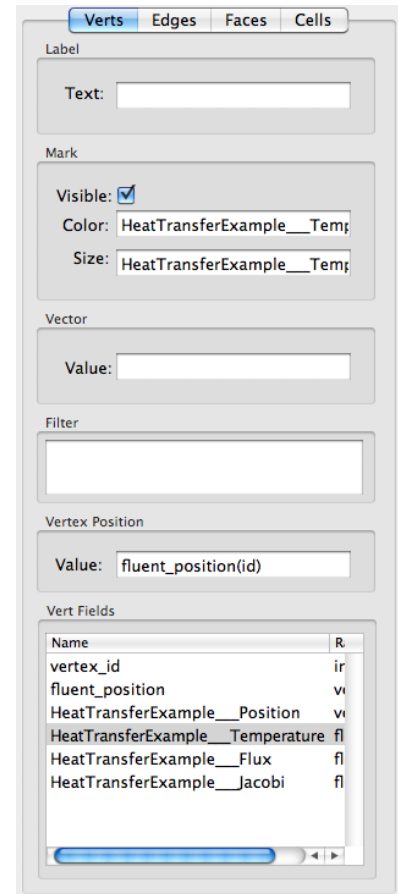 Verts Edges Faces Cells
Label
Text:
Mark
Visible:
Color: HeatTransferExample___Temp
Size: HeatTransferExample___Temp
Vector
Value:
Filter
Vertex Position
Value: fluent_position(id)
Vert Fields
Name R
vertex_id in
fluent_position ve
HeatTransferExample___Position ve
HeatTransferExample___Temperature fl
HeatTransferExample___Flux fl
HeatTransferExample___Jacobi fl